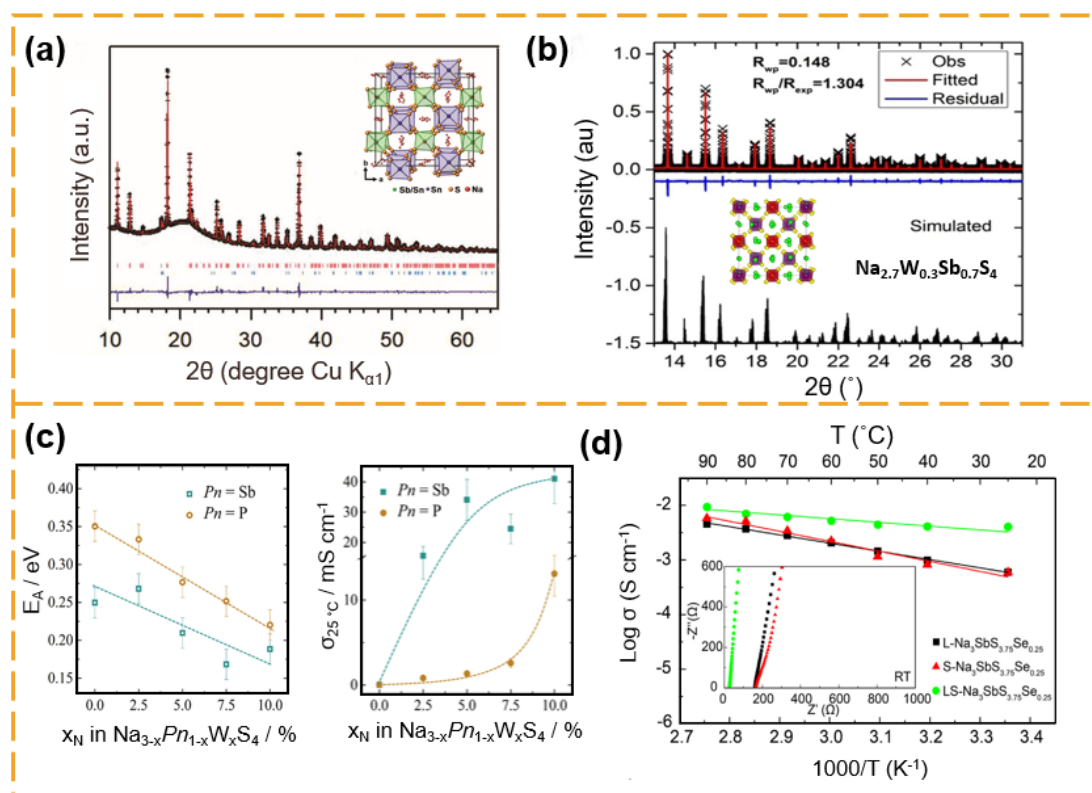 (a)
Intensity (a.u.)
b
a
Sb/Sn Sn S Na
10 20 30 40 50 60
2θ (degree Cu Kα1)
(b)
Rwp=0.148
Rwp/Rexp=1.304
Obs
Fitted
Residual
1.0
0.5
0.0
-0.5
-1.0
-1.5
Intensity (au)
Simulated
Na2.7W0.3Sb0.7S4
14 16 18 20 22 24 26 28 30
2θ (˚)
(c)
EA / eV
0.40
0.35
0.30
0.25
0.20
0.15
Pn = Sb
Pn = P
0.0 2.5 5.0 7.5 10.0
xN in Na3-xPn1-xWxS4 / %
σ25 °C / mS cm-1
40
30
20
10
0
Pn = Sb
Pn = P
0.0 2.5 5.0 7.5 10.0
xN in Na3-xPn1-xWxS4 / %
(d)
T (˚C)
90 80 70 60 50 40 30 20
Log σ (S cm-1)
-1
-2
-3
-4
-5
-6
-Z''(Ω)
600
400
200
0
0 200 400 600 800 1000
Z' (Ω)
RT
L-Na3SbS3.75Se0.25
S-Na3SbS3.75Se0.25
LS-Na3SbS3.75Se0.25
2.7 2.8 2.9 3.0 3.1 3.2 3.3 3.4
1000/T (K-1)